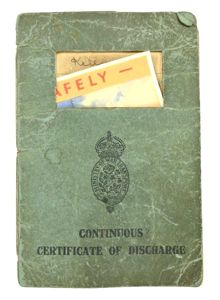 AFELY —
CONTINUOUS
CERTIFICATE OF DISCHARGE